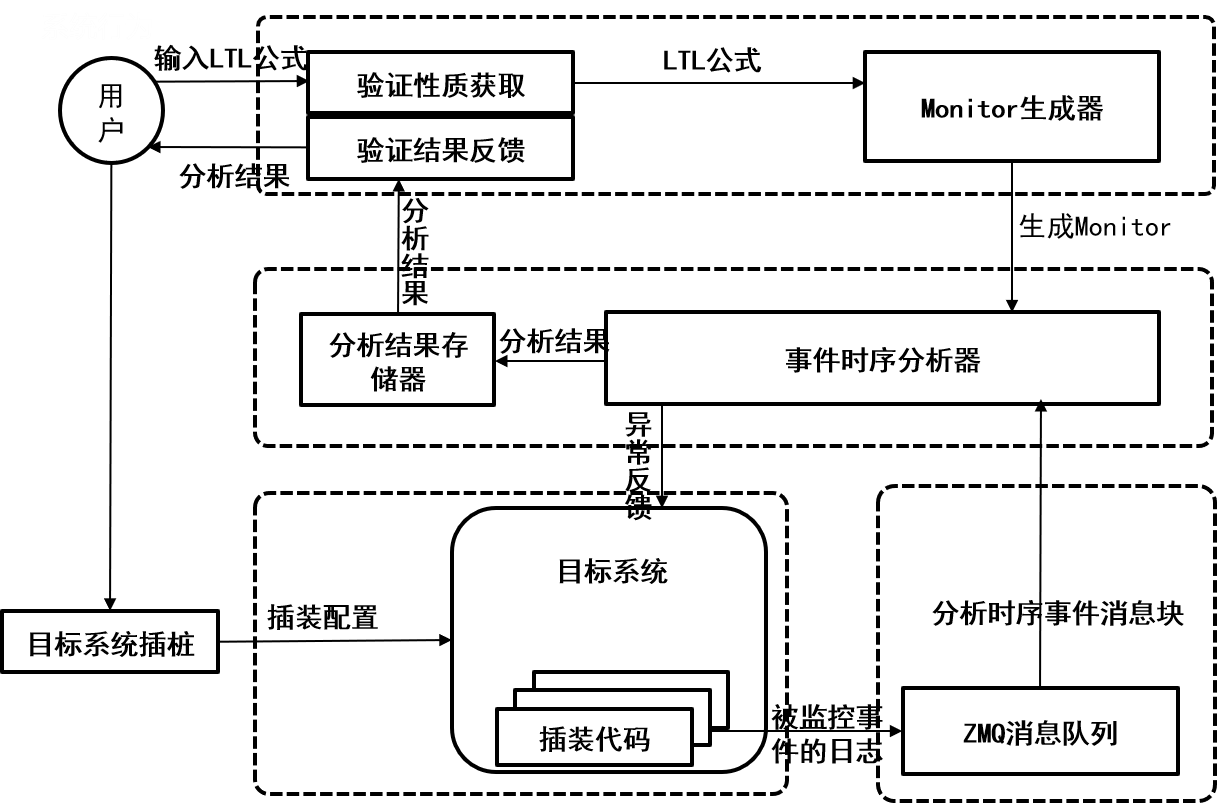 输入LTL公式
LTL公式
用
户
验证性质获取
Monitor生成器
验证结果反馈
分析结果
分
析
结
果
生成Monitor
分析结果存
储器
分析结果
事件时序分析器
异
常
反
馈
目标系统
插装配置
目标系统插桩
分析时序事件消息块
插装代码
被监控事
件的日志
ZMQ消息队列